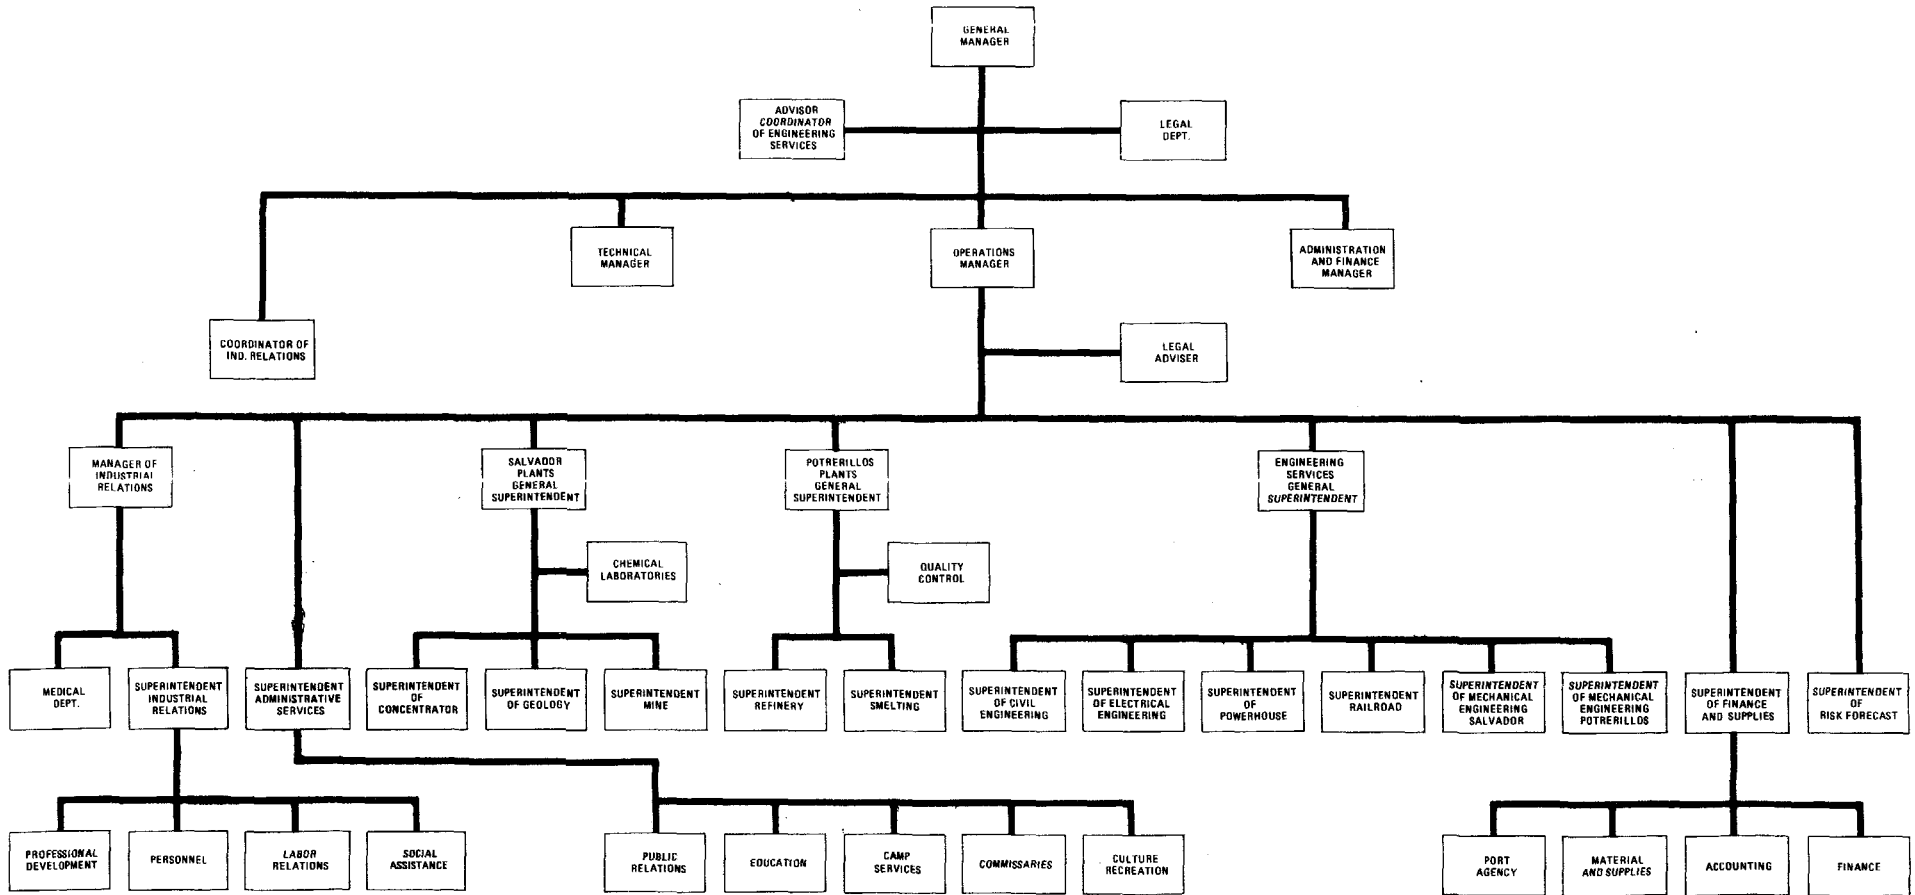 GENERAL
MANAGER
ADVISOR
COORDINATOR
OF ENGINEERING
SERVICES
LEGAL
DEPT.
TECHNICAL
MANAGER
OPERATIONS
MANAGER
ADMINISTRATION
AND FINANCE
MANAGER
COORDINATOR OF
IND. RELATIONS
LEGAL
ADVISER
MANAGER OF
INDUSTRIAL
RELATIONS
SALVADOR
PLANTS
GENERAL
SUPERINTENDENT
POTRERILLOS
PLANTS
GENERAL
SUPERINTENDENT
ENGINEERING
SERVICES
GENERAL
SUPERINTENDENT
CHEMICAL
LABORATORIES
QUALITY
CONTROL
MEDICAL
DEPT.
SUPERINTENDENT
INDUSTRIAL
RELATIONS
SUPERINTENDENT
ADMINISTRATIVE
SERVICES
SUPERINTENDENT
OF
CONCENTRATOR
SUPERINTENDENT
OF GEOLOGY
SUPERINTENDENT
MINE
SUPERINTENDENT
REFINERY
SUPERINTENDENT
SMELTING
SUPERINTENDENT
OF CIVIL
ENGINEERING
SUPERINTENDENT
OF ELECTRICAL
ENGINEERING
SUPERINTENDENT
OF
POWERHOUSE
SUPERINTENDENT
RAILROAD
SUPERINTENDENT
OF MECHANICAL
ENGINEERING
SALVADOR
SUPERINTENDENT
OF MECHANICAL
ENGINEERING
POTRERILLOS
SUPERINTENDENT
OF FINANCE
AND SUPPLIES
SUPERINTENDENT
OF
RISK FORECAST
PROFESSIONAL
DEVELOPMENT
PERSONNEL
LABOR
RELATIONS
SOCIAL
ASSISTANCE
PUBLIC
RELATIONS
EDUCATION
CAMP
SERVICES
COMMISSARIES
CULTURE
RECREATION
PORT
AGENCY
MATERIAL
AND SUPPLIES
ACCOUNTING
FINANCE